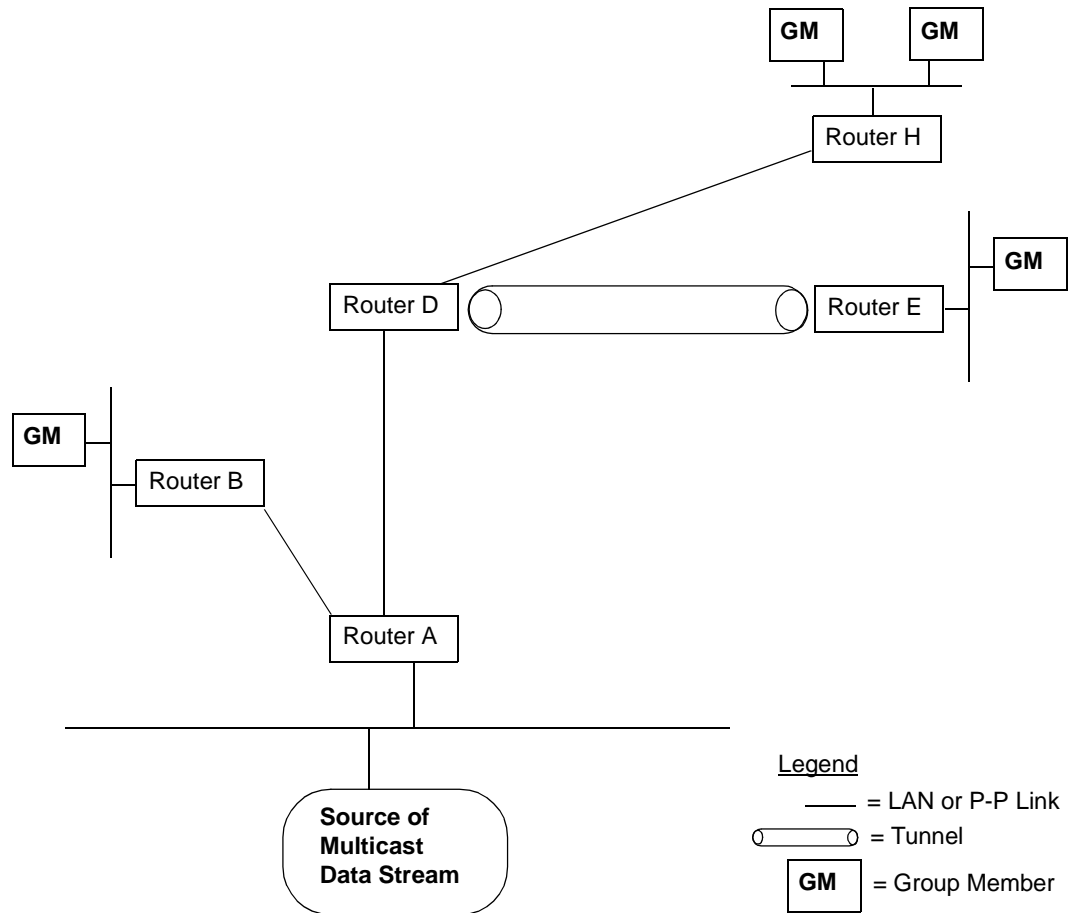 GM
GM
Router H
Router D
Router E
GM
GM
Router B
Router A
Source of
Multicast
Data Stream
Legend
= LAN or P-P Link
= Tunnel
GM = Group Member